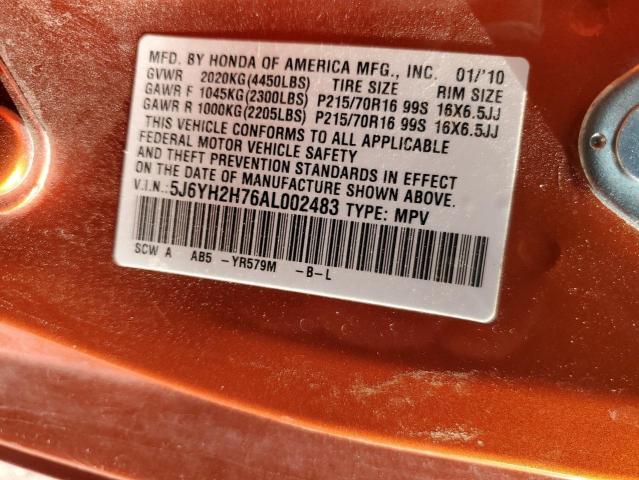 MFD. BY HONDA OF AMERICA MFG., INC. 01/'10
GVWR 2020KG(4450LBS) TIRE SIZE RIM SIZE
GAWR F 1045KG(2300LBS) P215/70R16 99S 16X6.5JJ
GAWR R 1000KG(2205LBS) P215/70R16 99S 16X6.5JJ
THIS VEHICLE CONFORMS TO ALL APPLICABLE
FEDERAL MOTOR VEHICLE SAFETY
AND THEFT PREVENTION STANDARDS IN EFFECT
ON THE DATE OF MANUFACTURE SHOWN ABOVE.
V.I.N.: 5J6YH2H76AL002483 TYPE: MPV
SCW A AB5 -YR579M -B-L